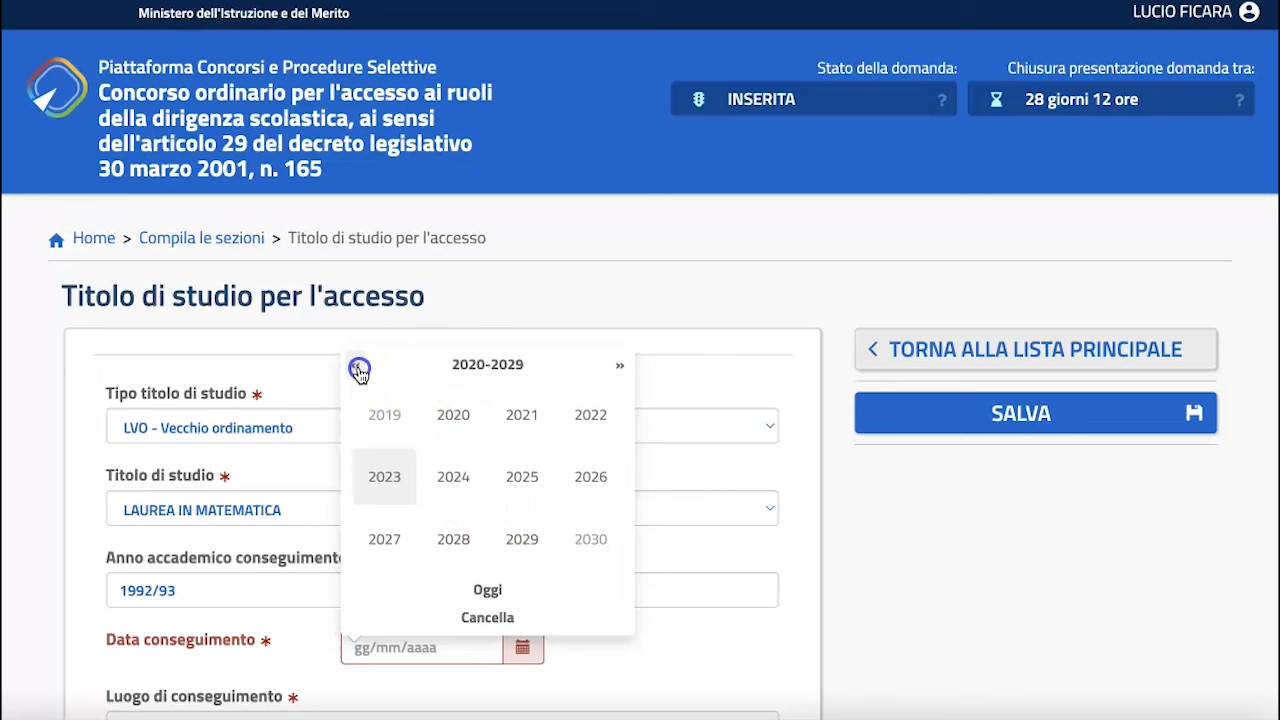 Ministero dell'Istruzione e del Merito
LUCIO FICARA
Piattaforma Concorsi e Procedure Selettive
Concorso ordinario per l'accesso ai ruoli
della dirigenza scolastica, ai sensi
dell'articolo 29 del decreto legislativo
30 marzo 2001, n. 165
Stato della domanda:
INSERITA ?
Chiusura presentazione domanda tra:
28 giorni 12 ore ?
Home > Compila le sezioni > Titolo di studio per l'accesso
Titolo di studio per l'accesso
Tipo titolo di studio *
LVO - Vecchio ordinamento
Titolo di studio *
LAUREA IN MATEMATICA
Anno accademico conseguimento
1992/93
Data conseguimento *
gg/mm/aaaa
Luogo di conseguimento *
2020-2029 »
2019 2020 2021 2022
2023 2024 2025 2026
2027 2028 2029 2030
Oggi
Cancella
< TORNA ALLA LISTA PRINCIPALE
SALVA